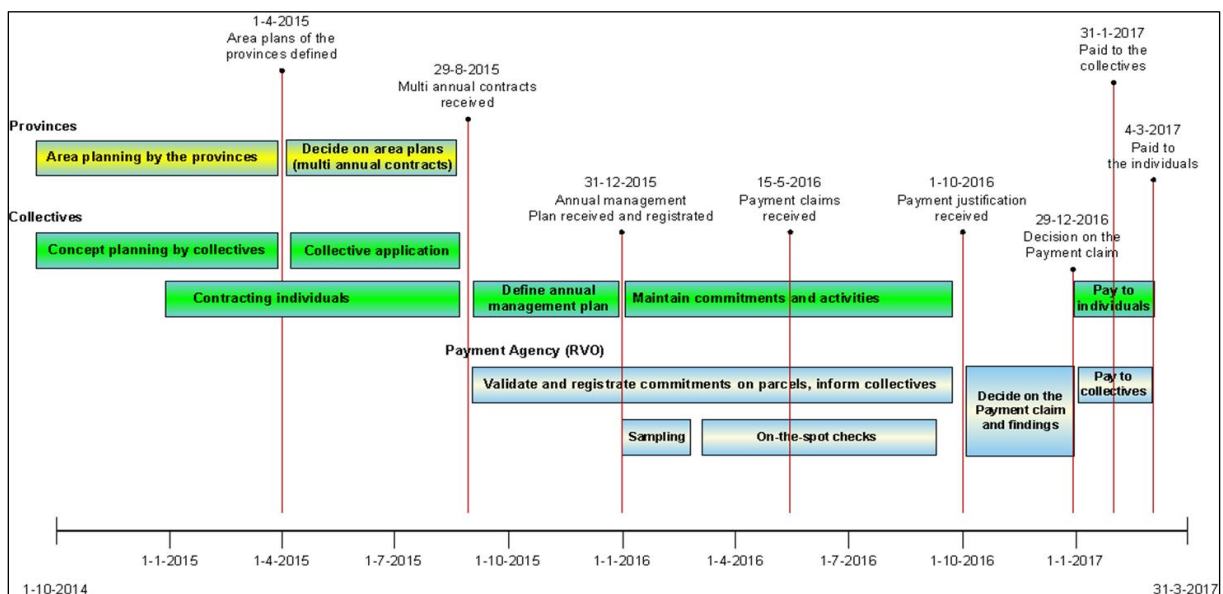 1-4-2015
Area plans of the
provinces defined
29-8-2015
Multi annual contracts
received
31-1-2017
Paid to the
collectives
4-3-2017
Paid to
the individuals
Provinces
Area planning by the provinces
Decide on area plans
(multi annual contracts)
31-12-2015
Annual management
Plan received and registrated
15-5-2016
Payment claims
received
1-10-2016
Payment justification
received
29-12-2016
Decision on the
Payment claim
Collectives
Concept planning by collectives
Collective application
Contracting individuals
Define annual
management plan
Maintain commitments and activities
Pay to
individuals
Payment Agency (RVO)
Validate and registrate commitments on parcels, inform collectives
Decide on the
Payment claim
and findings
Pay to
collectives
Sampling
On-the-spot checks
1-1-2015
1-4-2015
1-7-2015
1-10-2015
1-1-2016
1-4-2016
1-7-2016
1-10-2016
1-1-2017
1-10-2014
31-3-2017